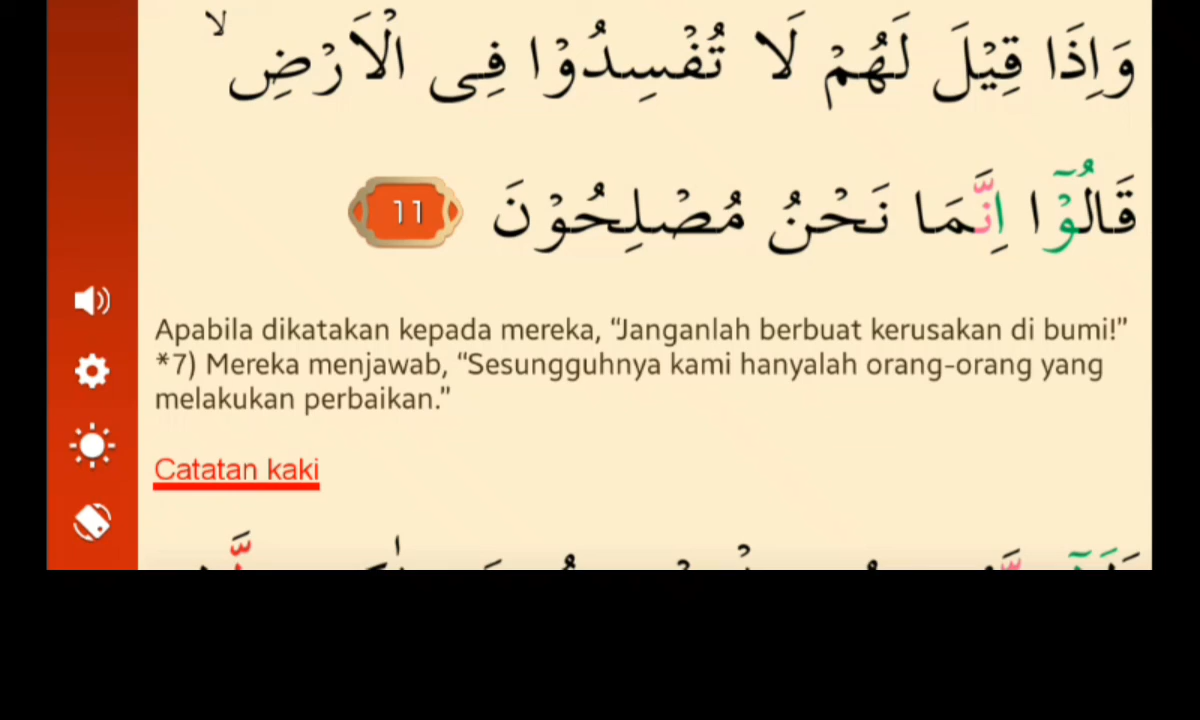 وَاِذَا قِيْلَ لَهُمْ لَا تُفْسِدُوْا فِى الْاَرْضِۙ
قَالُوْٓا اِنَّمَا نَحْنُ مُصْلِحُوْنَ 11
Apabila dikatakan kepada mereka, “Janganlah berbuat kerusakan di bumi!”
*7) Mereka menjawab, “Sesungguhnya kami hanyalah orang-orang yang
melakukan perbaikan.”
Catatan kaki